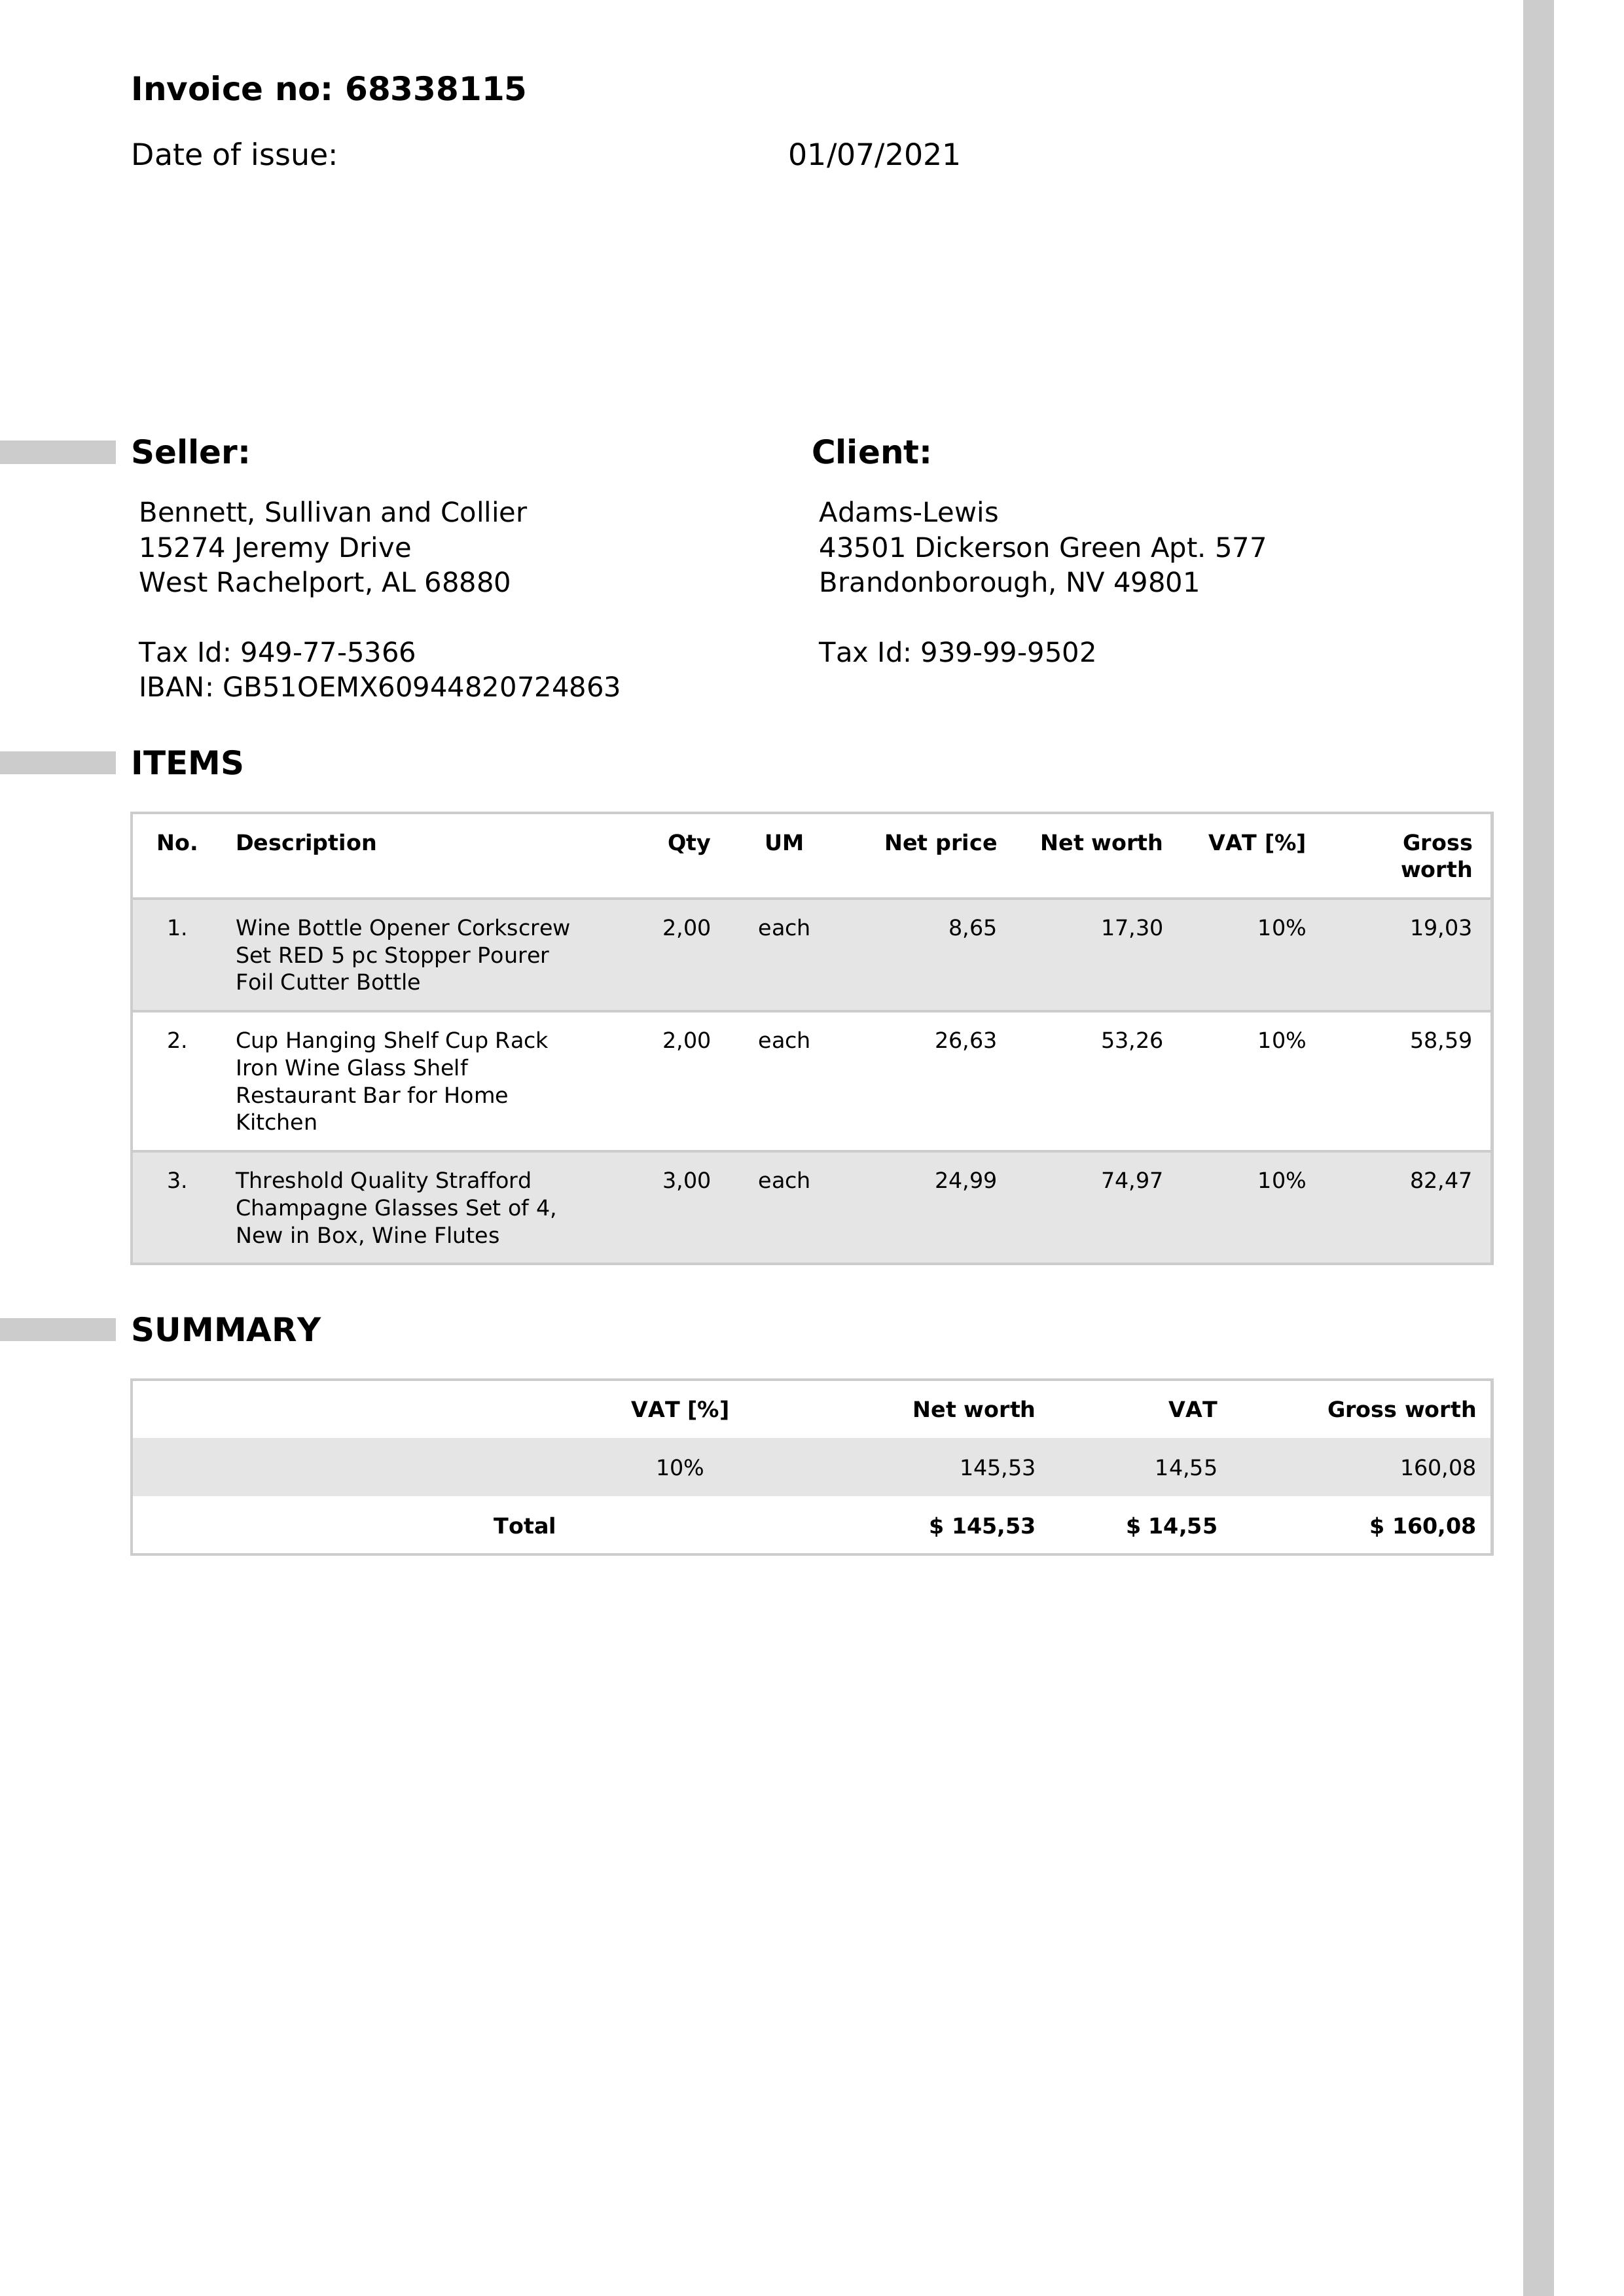 Invoice no: 68338115
Date of issue: 01/07/2021
Seller:
Bennett, Sullivan and Collier
15274 Jeremy Drive
West Rachelport, AL 68880
Tax Id: 949-77-5366
IBAN: GB51OEMX60944820724863
Client:
Adams-Lewis
43501 Dickerson Green Apt. 577
Brandonborough, NV 49801
Tax Id: 939-99-9502
ITEMS
No. Description Qty UM Net price Net worth VAT [%] Gross
worth
1. Wine Bottle Opener Corkscrew 2,00 each 8,65 17,30 10% 19,03
Set RED 5 pc Stopper Pourer
Foil Cutter Bottle
2. Cup Hanging Shelf Cup Rack 2,00 each 26,63 53,26 10% 58,59
Iron Wine Glass Shelf
Restaurant Bar for Home
Kitchen
3. Threshold Quality Strafford 3,00 each 24,99 74,97 10% 82,47
Champagne Glasses Set of 4,
New in Box, Wine Flutes
SUMMARY
VAT [%] Net worth VAT Gross worth
10% 145,53 14,55 160,08
Total $ 145,53 $ 14,55 $ 160,08